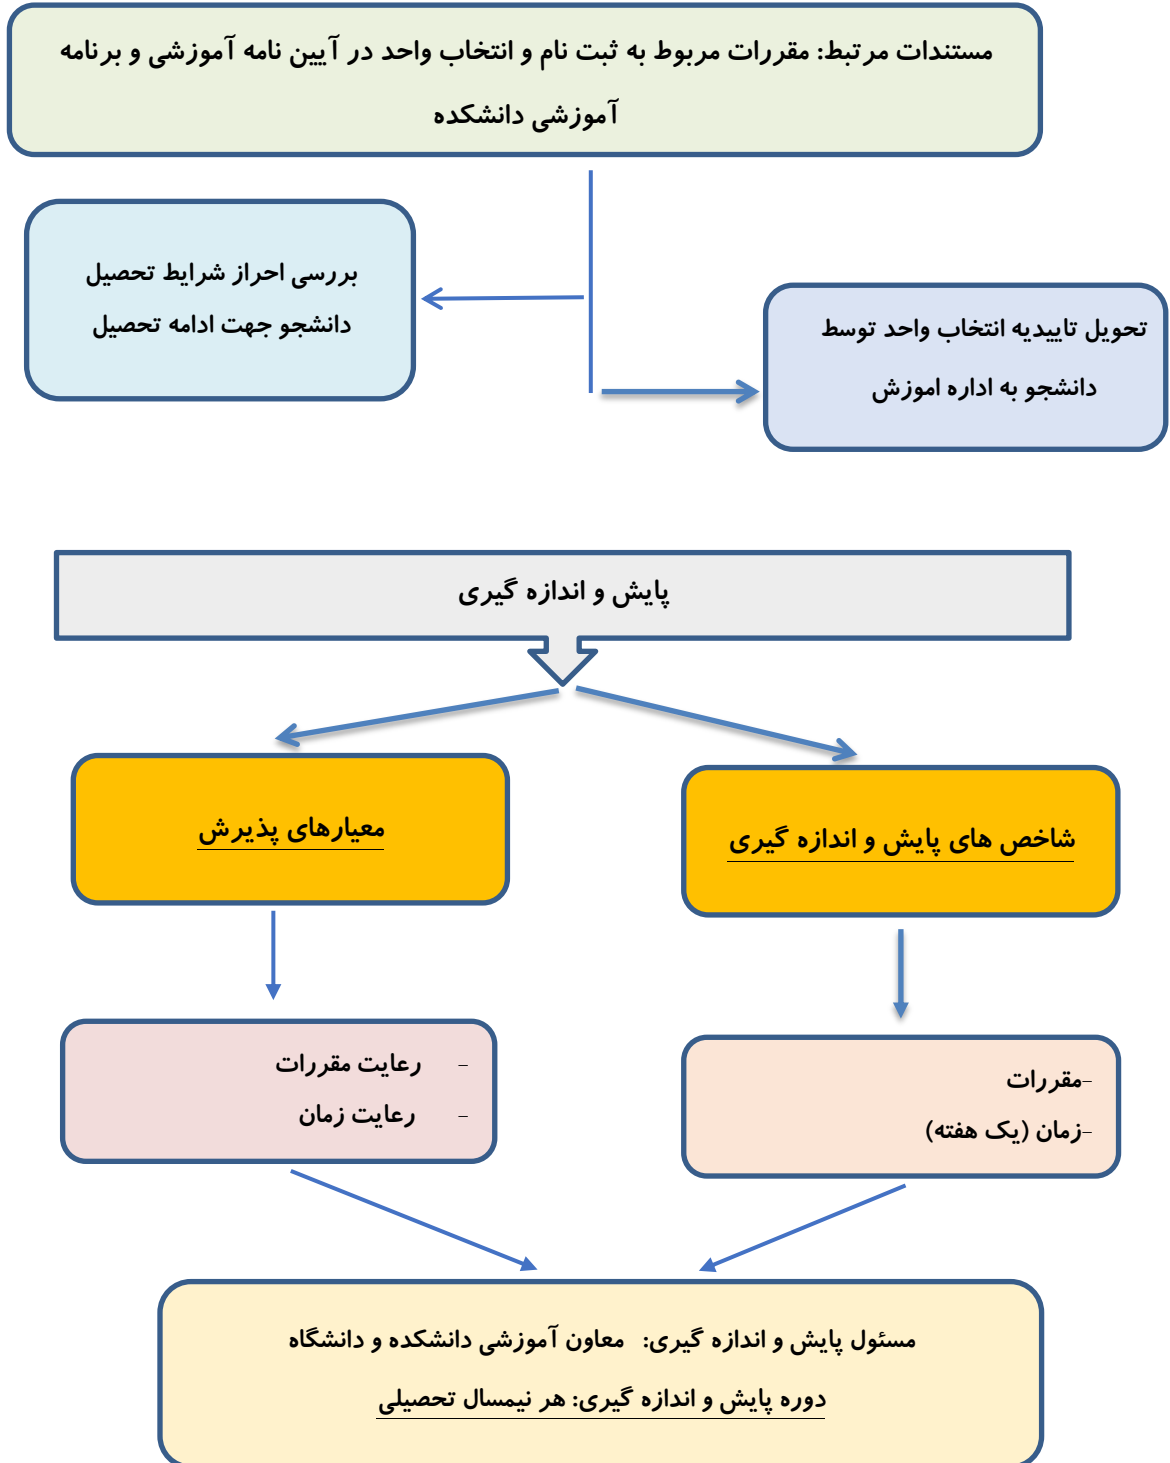 مستندات مرتبط: مقررات مربوط به ثبت نام و انتخاب واحد در آیین نامه آموزشی و برنامه
آموزشی دانشکده
بررسی احراز شرایط تحصیل
دانشجو جهت ادامه تحصیل
تحویل تاییدیه انتخاب واحد توسط
دانشجو به اداره اموزش
پایش و اندازه گیری
شاخص های پایش و اندازه گیری
معیارهای پذیرش
-مقررات
-زمان (یک هفته)
- رعایت مقررات
- رعایت زمان
مسئول پایش و اندازه گیری: معاون آموزشی دانشکده و دانشگاه
دوره پایش و اندازه گیری: هر نیمسال تحصیلی